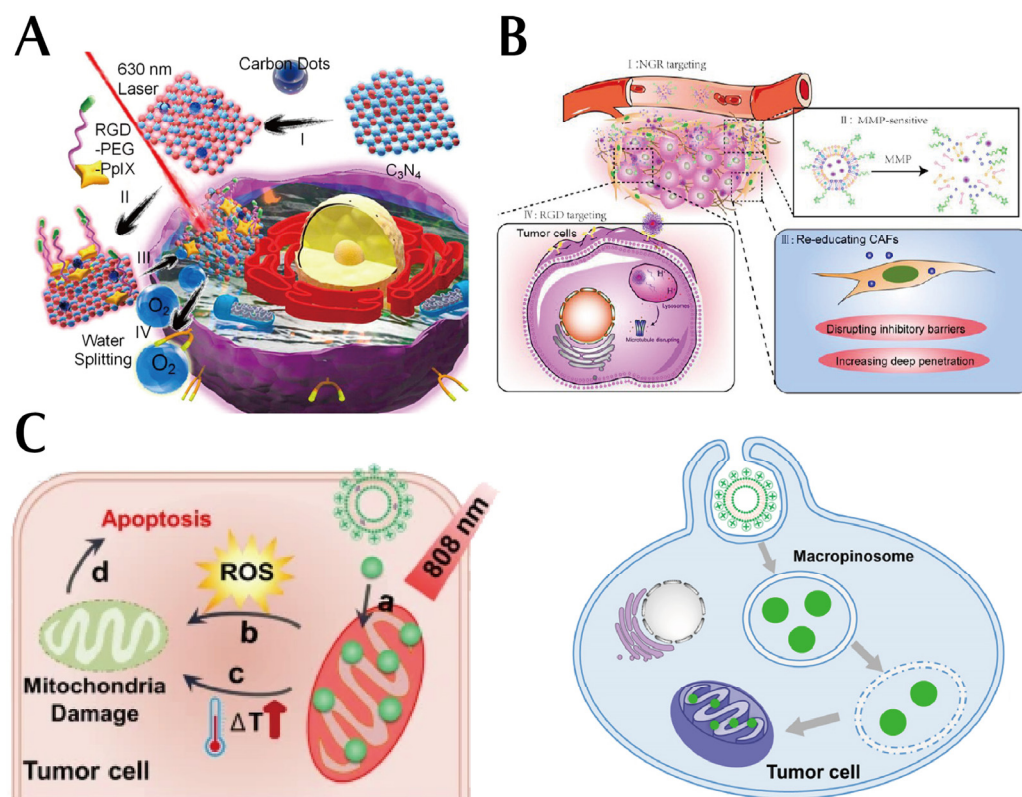 A
630 nm
Laser
Carbon Dots
RGD
-PEG
-PpIX
I
C3N4
II
III
O2
IV
Water
Splitting
O2
B
I :NGR targeting
II : MMP-sensitive
MMP
IV: RGD targeting
Tumor cells
H+
H+
Lysosomes
Microtubule disrupting
III: Re-educating CAFs
Disrupting inhibitory barriers
Increasing deep penetration
C
Apoptosis
808 nm
ROS
d
a
b
c
Mitochondria
Damage
ΔT
Tumor cell
Macropinosome
Tumor cell